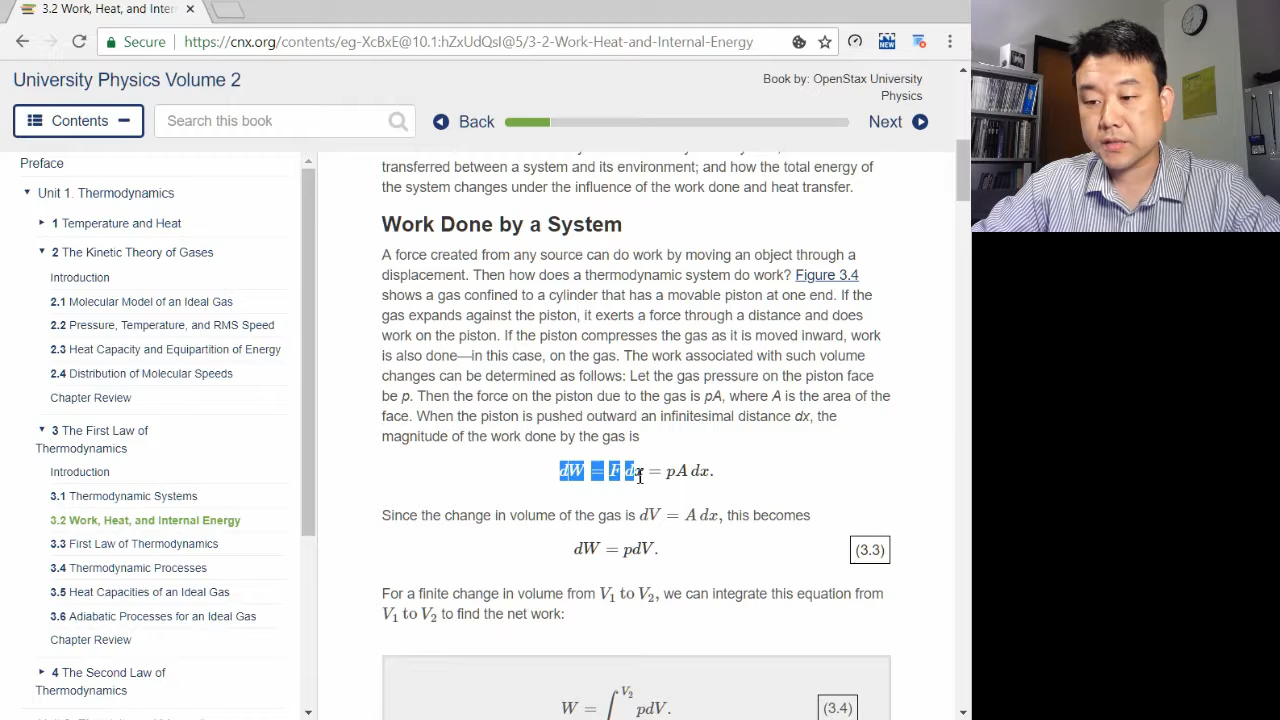 3.2 Work, Heat, and Inter
Secure
https://cnx.org/contents/eg-XcBxE@10.1:hZxUdQsI@5/3-2-Work-Heat-and-Internal-Energy
NEW
University Physics Volume 2
Book by: OpenStax University
Physics
Contents
Search this book
Back
Next
Preface
Unit 1. Thermodynamics
1 Temperature and Heat
2 The Kinetic Theory of Gases
Introduction
2.1 Molecular Model of an Ideal Gas
2.2 Pressure, Temperature, and RMS Speed
2.3 Heat Capacity and Equipartition of Energy
2.4 Distribution of Molecular Speeds
Chapter Review
3 The First Law of
Thermodynamics
Introduction
3.1 Thermodynamic Systems
3.2 Work, Heat, and Internal Energy
3.3 First Law of Thermodynamics
3.4 Thermodynamic Processes
3.5 Heat Capacities of an Ideal Gas
3.6 Adiabatic Processes for an Ideal Gas
Chapter Review
4 The Second Law of
Thermodynamics
transferred between a system and its environment; and how the total energy of
the system changes under the influence of the work done and heat transfer.
Work Done by a System
A force created from any source can do work by moving an object through a
displacement. Then how does a thermodynamic system do work? Figure 3.4
shows a gas confined to a cylinder that has a movable piston at one end. If the
gas expands against the piston, it exerts a force through a distance and does
work on the piston. If the piston compresses the gas as it is moved inward, work
is also done—in this case, on the gas. The work associated with such volume
changes can be determined as follows: Let the gas pressure on the piston face
be p. Then the force on the piston due to the gas is pA, where A is the area of the
face. When the piston is pushed outward an infinitesimal distance dx, the
magnitude of the work done by the gas is
dW = F dx = pA dx.
Since the change in volume of the gas is dV = A dx, this becomes
dW = pdV.
(3.3)
For a finite change in volume from V₁ to V₂, we can integrate this equation from
V₁ to V₂ to find the net work:
W = ∫ V₂ pdV.
(3.4)